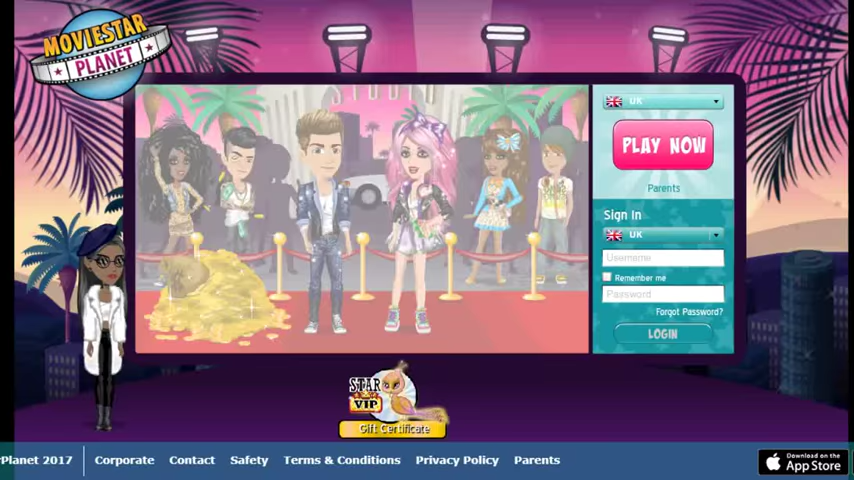 MOVIESTAR
PLANET
UK
PLAY NOW
Parents
Sign In
UK
Username
Remember me
Password
Forgot Password?
LOGIN
STAR
VIP
Gift Certificate
rPlanet 2017
Corporate
Contact
Safety
Terms & Conditions
Privacy Policy
Parents
Download on the
App Store